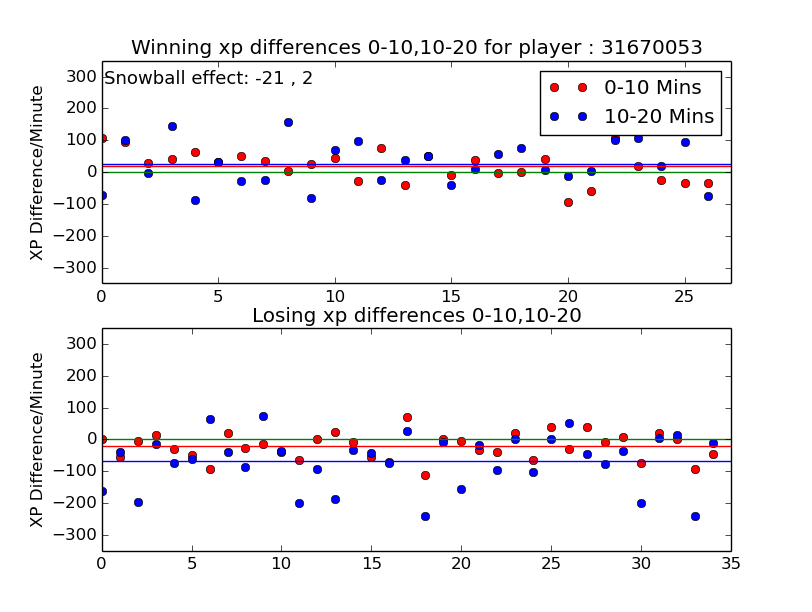 Winning xp differences 0-10,10-20 for player : 31670053
Snowball effect: -21 , 2
0-10 Mins
10-20 Mins
XP Difference/Minute
300
200
100
0
−100
−200
−300
0 5 10 15 20 25
Losing xp differences 0-10,10-20
XP Difference/Minute
300
200
100
0
−100
−200
−300
0 5 10 15 20 25 30 35